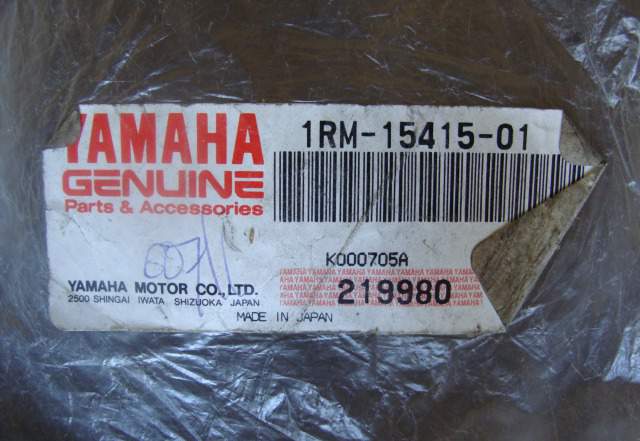 YAMAHA
GENUINE
Parts & Accessories
1RM-15415-01
K000705A
YAMAHA MOTOR CO.,LTD.
2500 SHINGAI IWATA SHIZUOKA JAPAN
219980
MADE IN JAPAN